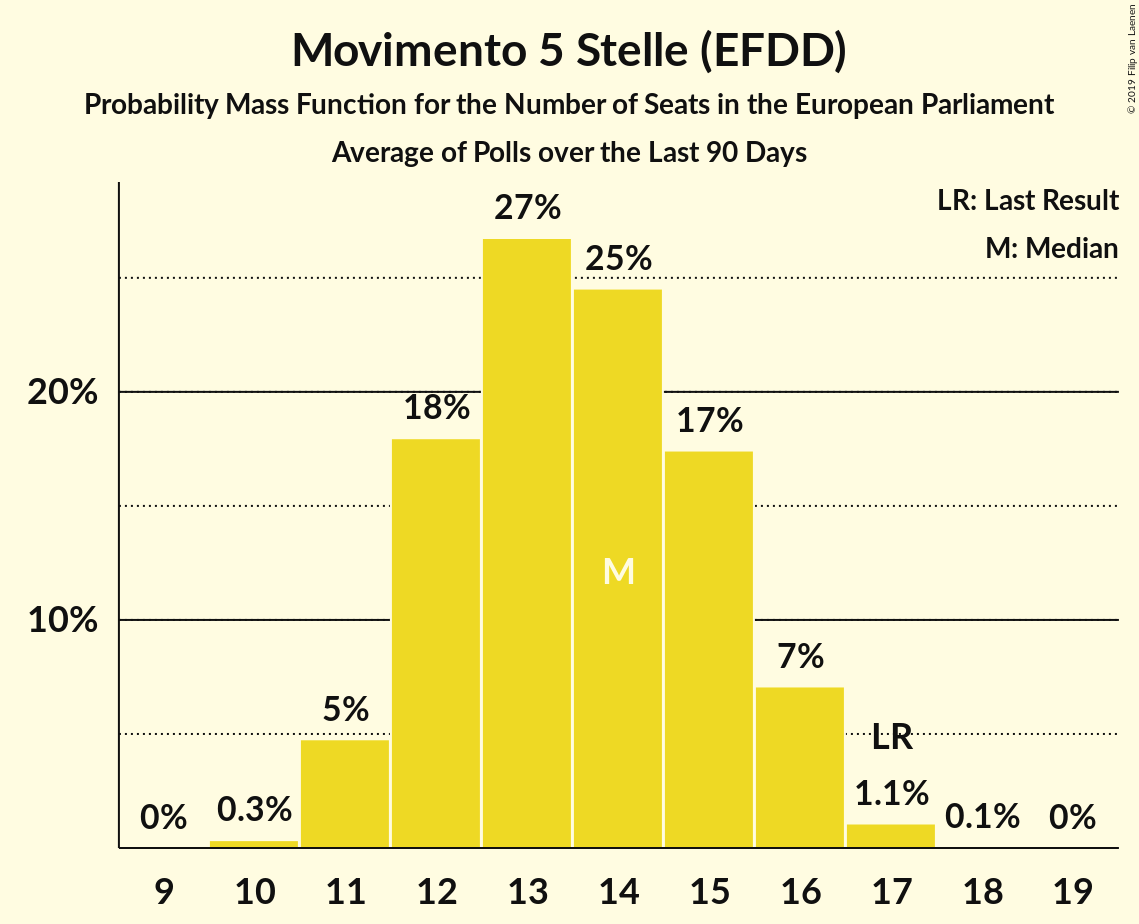 Movimento 5 Stelle (EFDD)
Probability Mass Function for the Number of Seats in the European Parliament
Average of Polls over the Last 90 Days
© 2019 Filip van Laenen
LR: Last Result
M: Median
27%
25%
20%
18%
17%
M
10%
7%
5%
LR
1.1%
0.3%
0.1%
0%
0%
9 10 11 12 13 14 15 16 17 18 19